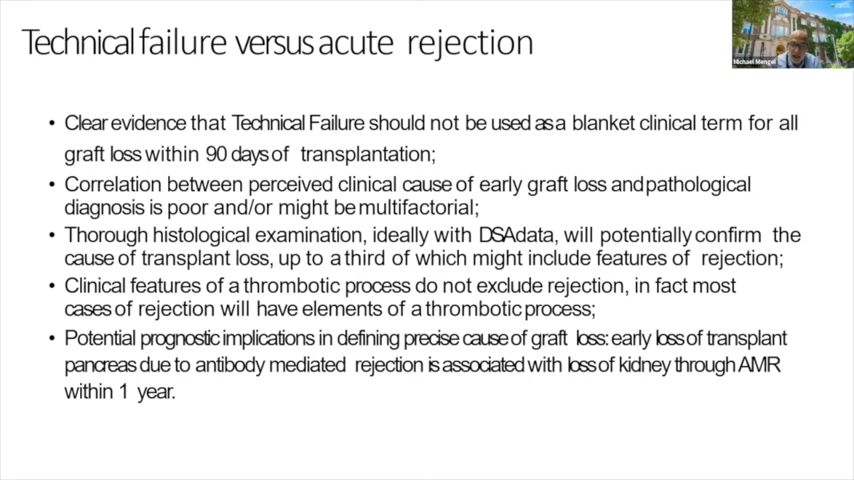 Technical failure versus acute rejection
Michael Mengel
• Clear evidence that Technical Failure should not be used as a blanket clinical term for all
graft loss within 90 days of transplantation;
• Correlation between perceived clinical cause of early graft loss and pathological
diagnosis is poor and/or might be multifactorial;
• Thorough histological examination, ideally with DSA data, will potentially confirm the
cause of transplant loss, up to a third of which might include features of rejection;
• Clinical features of a thrombotic process do not exclude rejection, in fact most
cases of rejection will have elements of a thrombotic process;
• Potential prognostic implications in defining precise cause of graft loss: early loss of transplant
pancreas due to antibody mediated rejection is associated with loss of kidney through AMR
within 1 year.